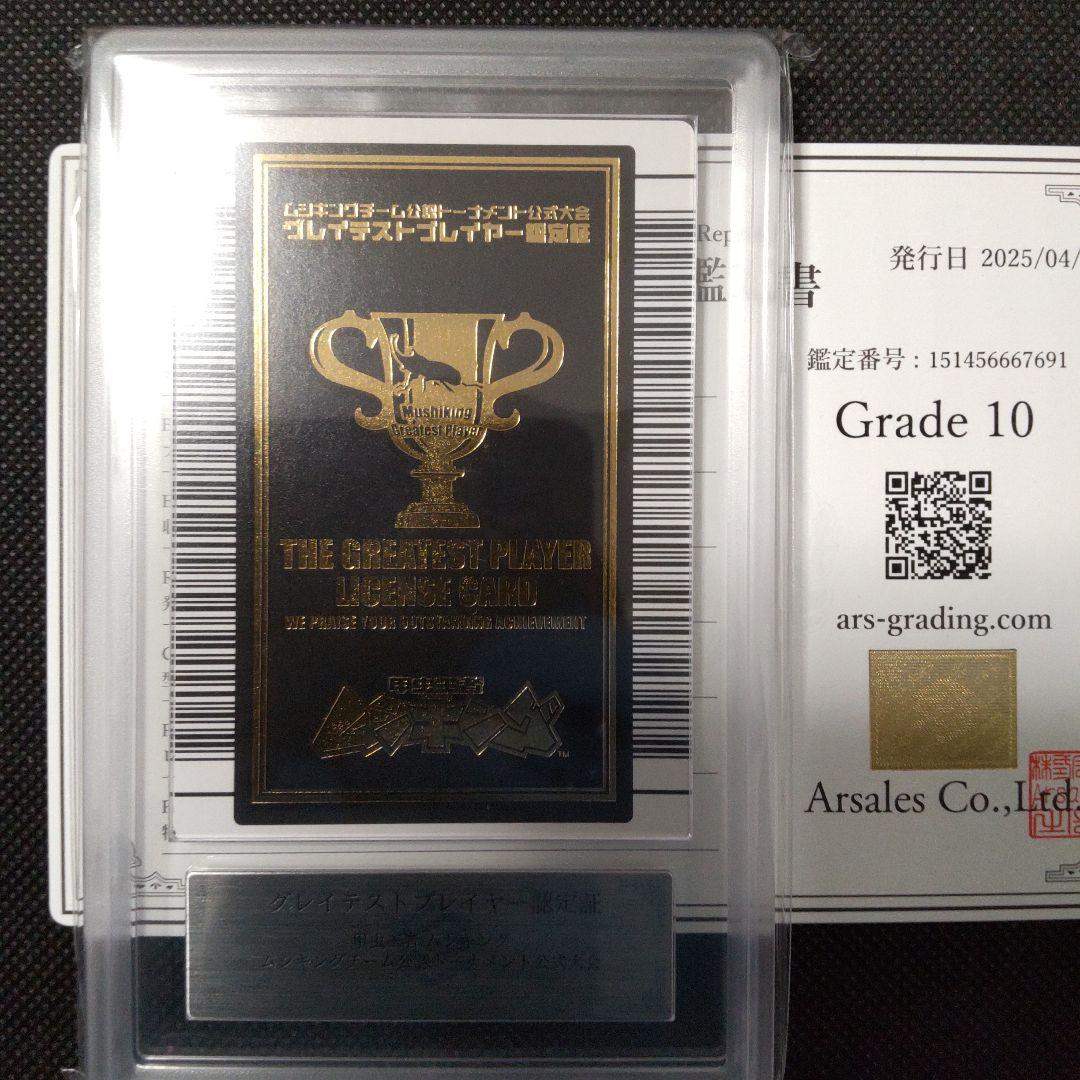 ムシキングチーム公認トーナメント公式大会
グレイテストプレイヤー認定証
Mushiking
Greatest Player
THE GREATEST PLAYER
LICENSE CARD
WE PRAISE YOUR OUTSTANDING ACHIEVEMENT
甲虫王者
ムシキング
TM
グレイテストプレイヤー認定証
甲虫王者 ムシキング
ムシキングチーム公認トーナメント公式大会
Rep
鑑 書
発行日 2025/04/
鑑定番号 : 151456667691
Grade 10
ars-grading.com
Arsales Co.,Ltd.